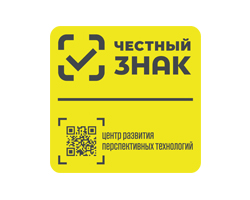 ЧЕСТНЫЙ
ЗНАК
центр развития
перспективных технологий